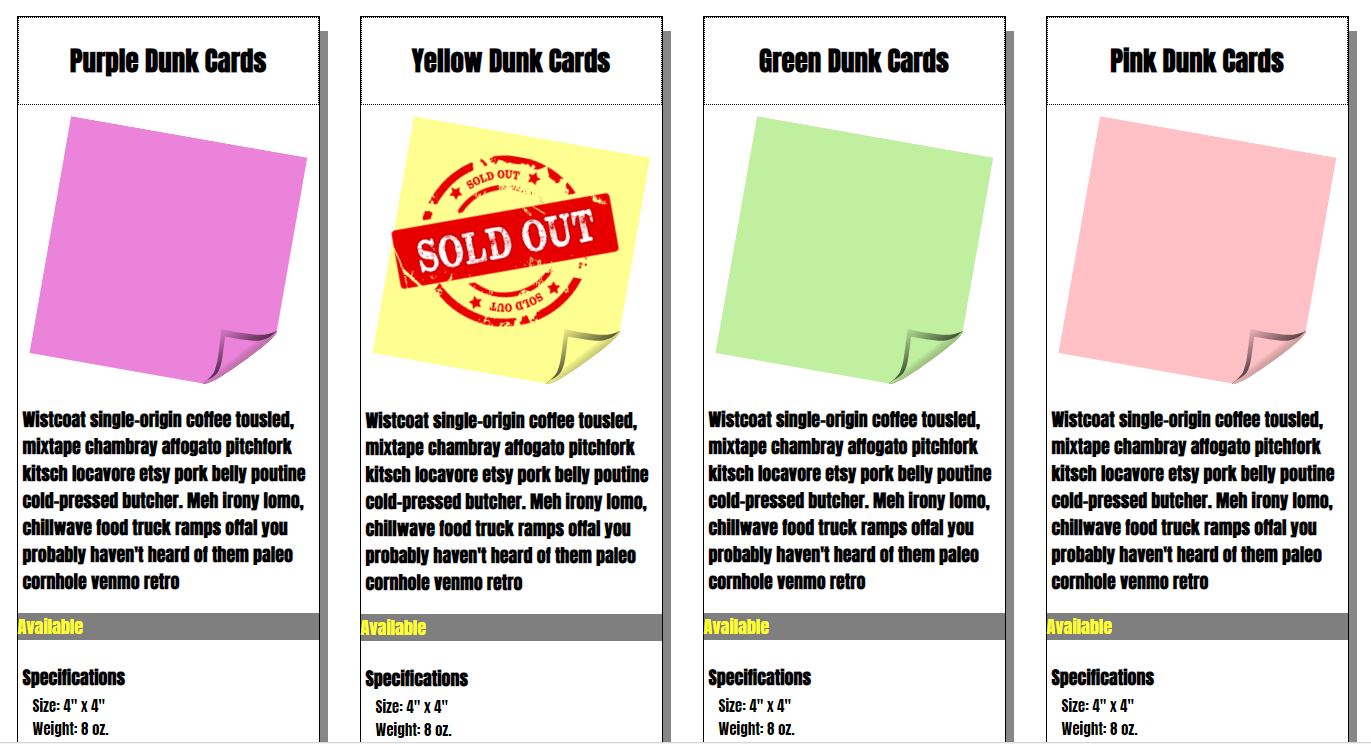 Purple Dunk Cards
Wistcoat single-origin coffee tousled,
mixtape chambray affogato pitchfork
kitsch locavore etsy pork belly poutine
cold-pressed butcher. Meh irony lomo,
chillwave food truck ramps offal you
probably haven't heard of them paleo
cornhole venmo retro
Available
Specifications
Size: 4" x 4"
Weight: 8 oz.
Yellow Dunk Cards
SOLD OUT
SOLD OUT
SOLD OUT
Wistcoat single-origin coffee tousled,
mixtape chambray affogato pitchfork
kitsch locavore etsy pork belly poutine
cold-pressed butcher. Meh irony lomo,
chillwave food truck ramps offal you
probably haven't heard of them paleo
cornhole venmo retro
Available
Specifications
Size: 4" x 4"
Weight: 8 oz.
Green Dunk Cards
Wistcoat single-origin coffee tousled,
mixtape chambray affogato pitchfork
kitsch locavore etsy pork belly poutine
cold-pressed butcher. Meh irony lomo,
chillwave food truck ramps offal you
probably haven't heard of them paleo
cornhole venmo retro
Available
Specifications
Size: 4" x 4"
Weight: 8 oz.
Pink Dunk Cards
Wistcoat single-origin coffee tousled,
mixtape chambray affogato pitchfork
kitsch locavore etsy pork belly poutine
cold-pressed butcher. Meh irony lomo,
chillwave food truck ramps offal you
probably haven't heard of them paleo
cornhole venmo retro
Available
Specifications
Size: 4" x 4"
Weight: 8 oz.